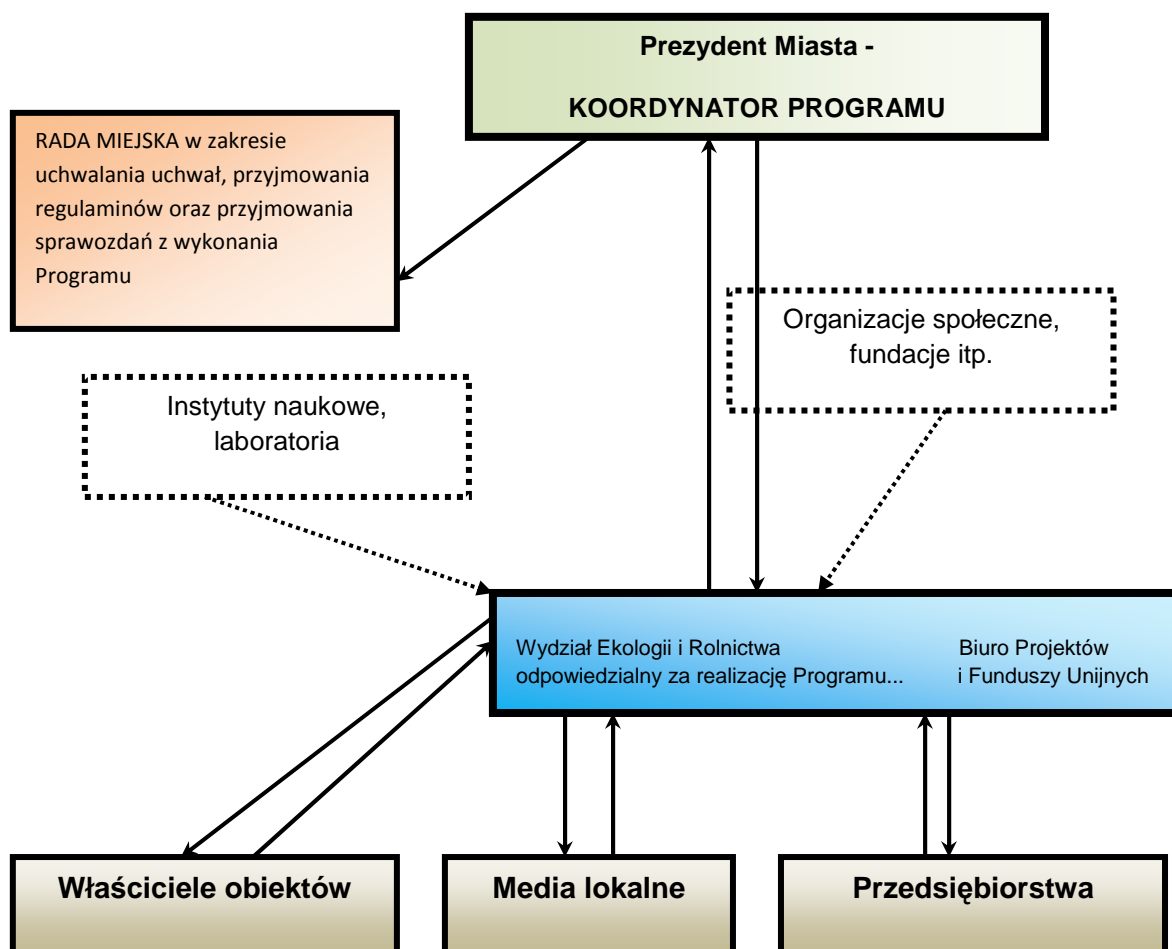 Prezydent Miasta -
KOORDYNATOR PROGRAMU
RADA MIEJSKA w zakresie
uchwalania uchwał, przyjmowania
regulaminów oraz przyjmowania
sprawozdań z wykonania
Programu
Organizacje społeczne,
fundacje itp.
Instytuty naukowe,
laboratoria
Wydział Ekologii i Rolnictwa
odpowiedzialny za realizację Programu...
Biuro Projektów
i Funduszy Unijnych
Właściciele obiektów
Media lokalne
Przedsiębiorstwa